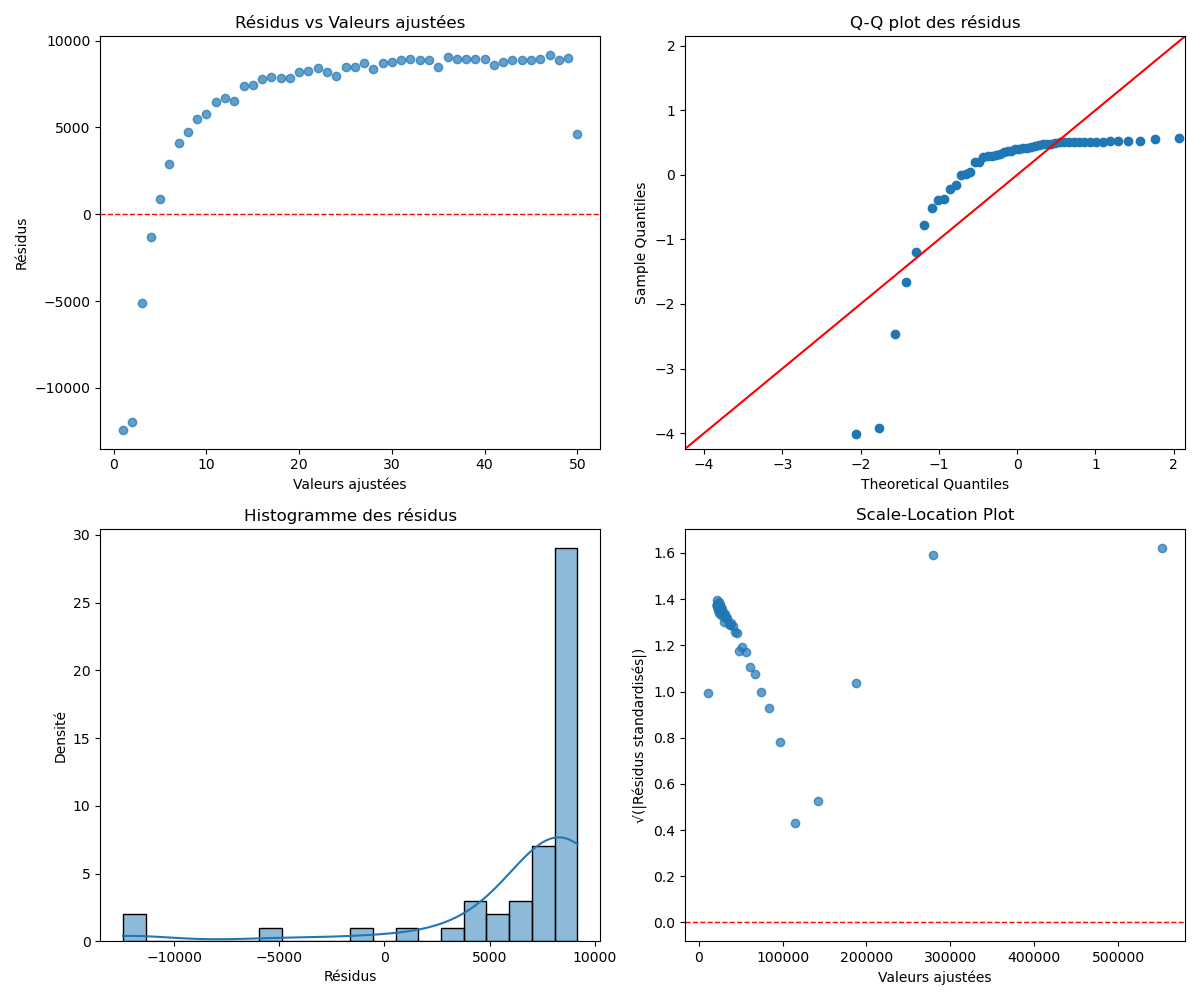 Résidus vs Valeurs ajustées
10000
5000
0
−5000
−10000
Résidus
0 10 20 30 40 50
Valeurs ajustées
Q-Q plot des résidus
2
1
0
−1
−2
−3
−4
Sample Quantiles
−4 −3 −2 −1 0 1 2
Theoretical Quantiles
Histogramme des résidus
30
25
20
15
10
5
0
Densité
−10000 −5000 0 5000 10000
Résidus
Scale-Location Plot
1.6
1.4
1.2
1.0
0.8
0.6
0.4
0.2
0.0
√(|Résidus standardisés|)
0 100000 200000 300000 400000 500000
Valeurs ajustées